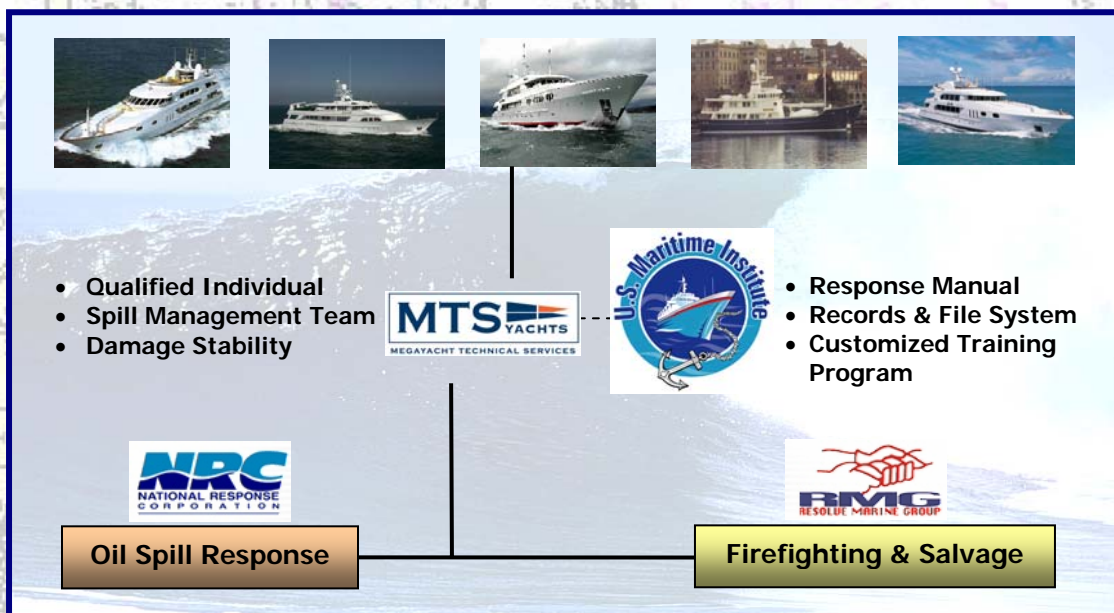 • Qualified Individual
• Spill Management Team
• Damage Stability
MTS
YACHTS
MEGAYACHT TECHNICAL SERVICES
U.S. Maritime Institute
• Response Manual
• Records & File System
• Customized Training
Program
NRC
NATIONAL RESPONSE
CORPORATION
RMG
RESOLVE MARINE GROUP
Oil Spill Response
Firefighting & Salvage